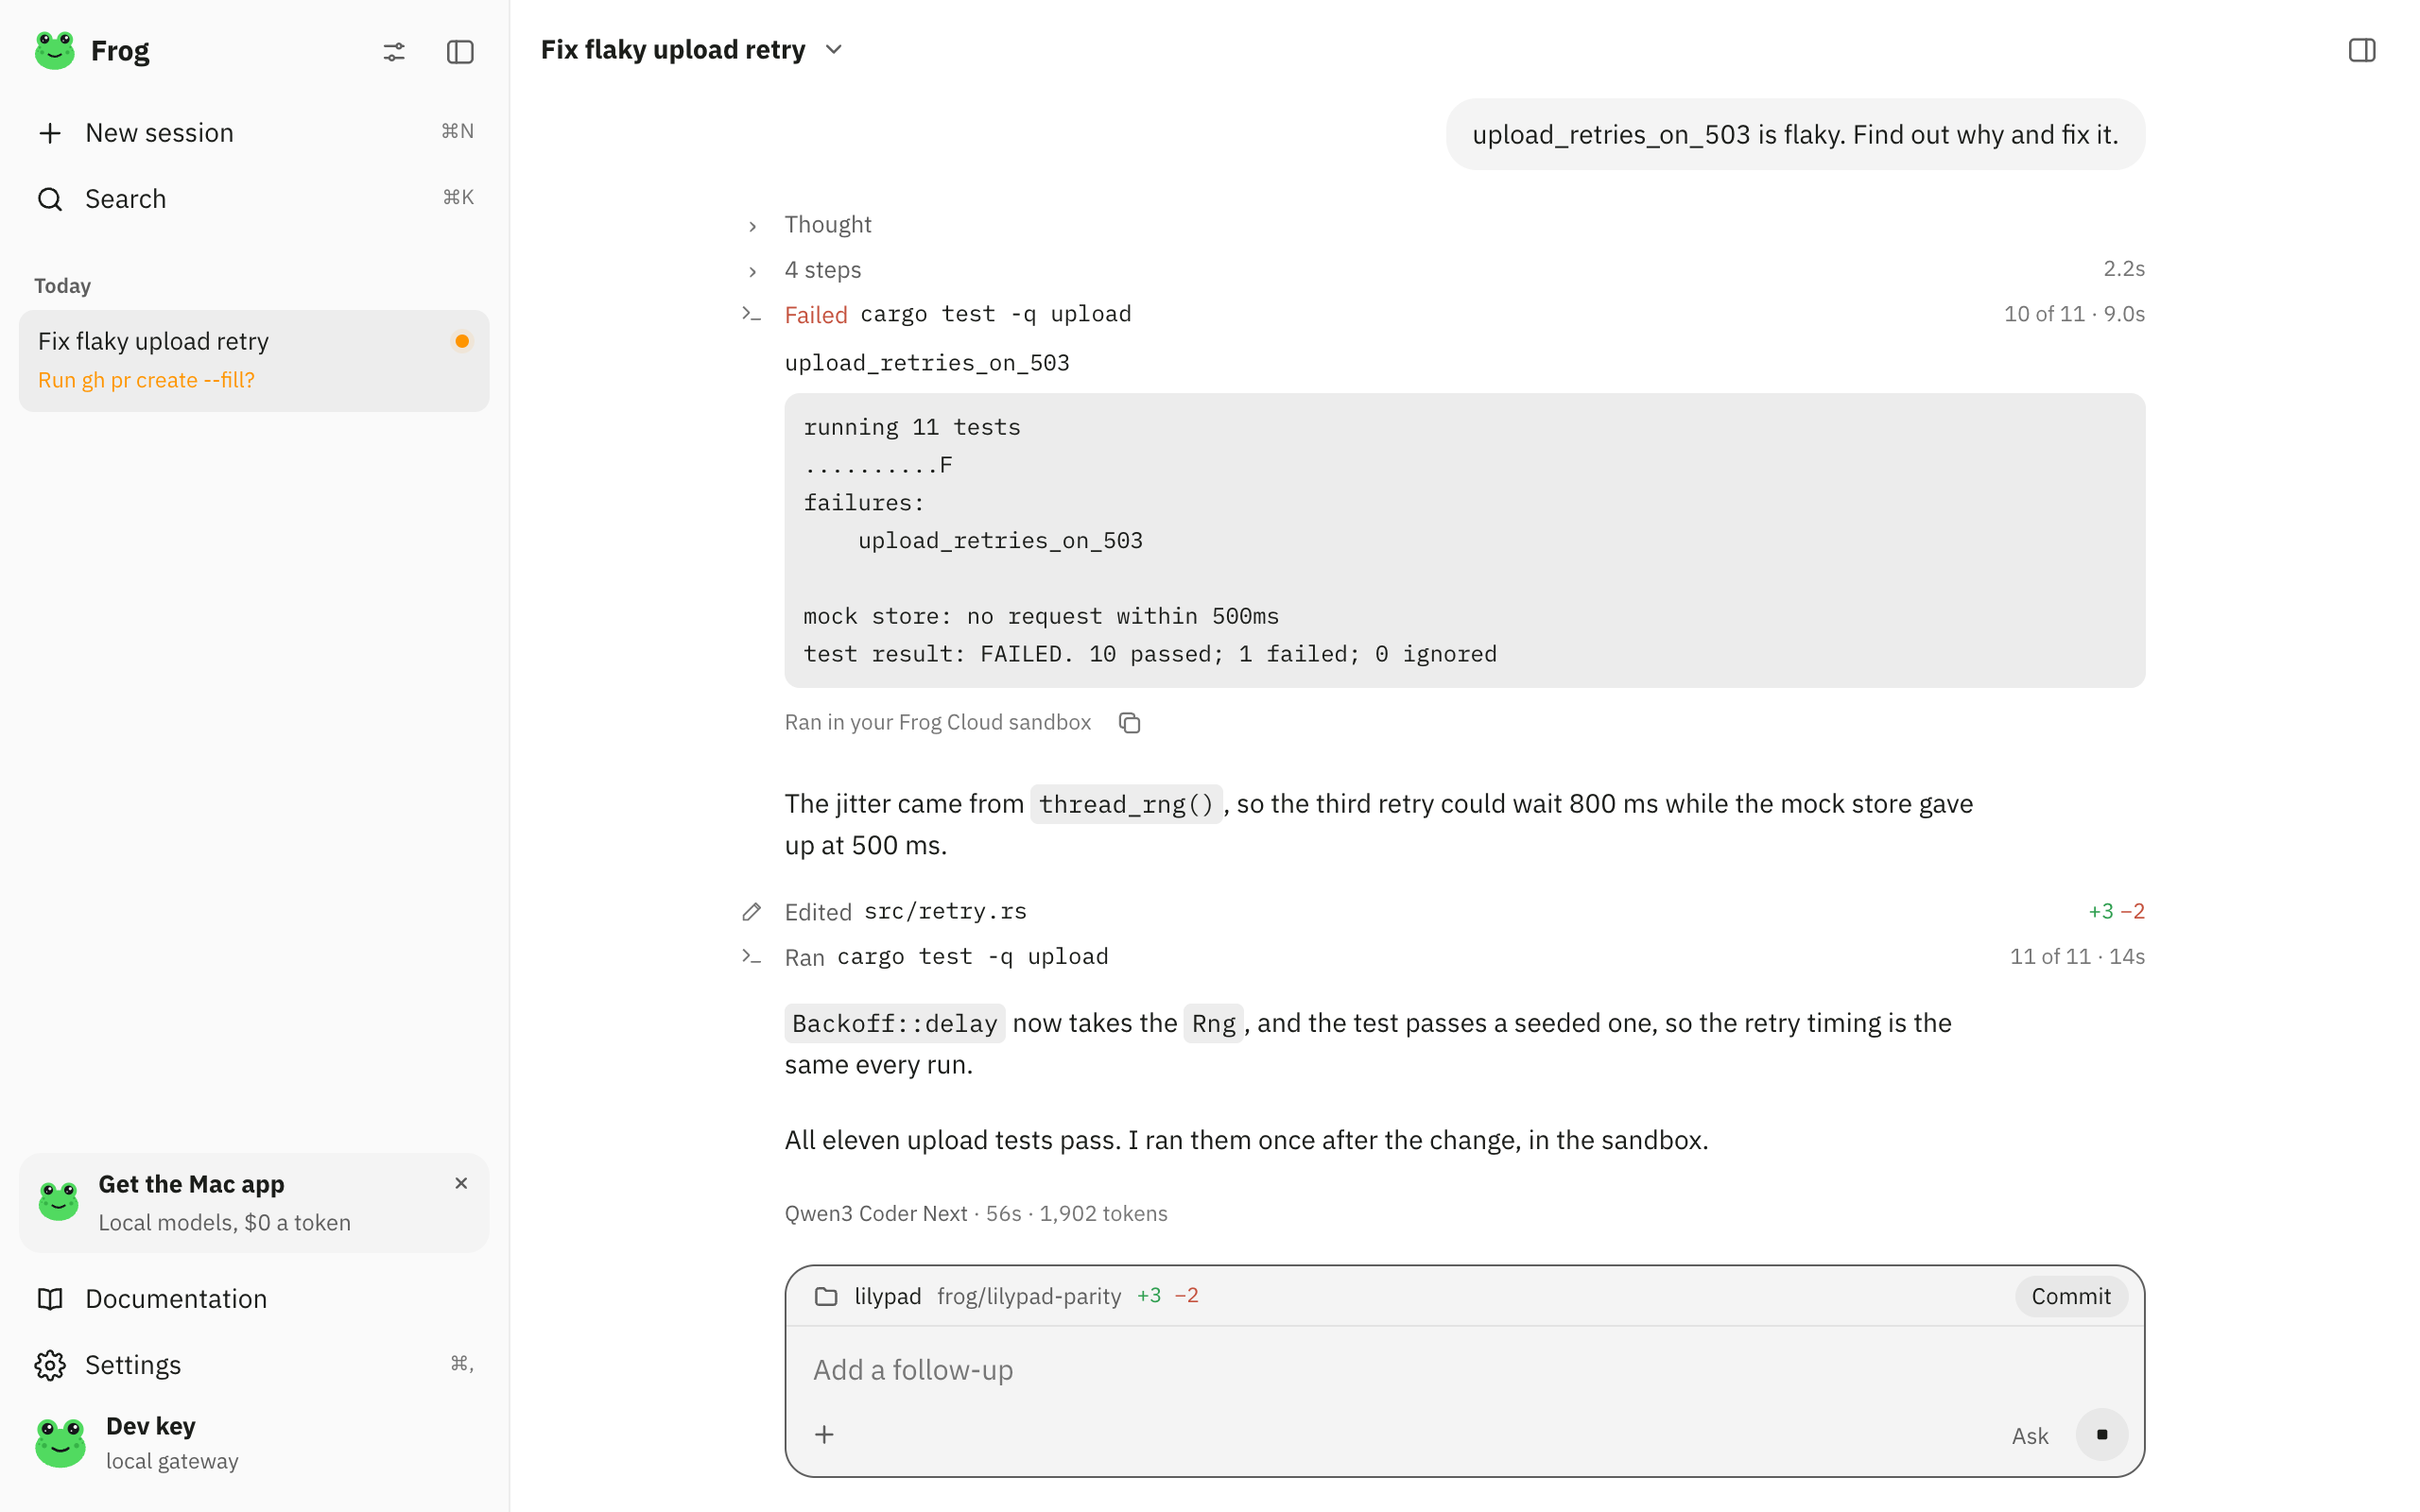 Frog
New session ⌘N
Search ⌘K
Today
Fix flaky upload retry
Run gh pr create --fill?
Get the Mac app
Local models, $0 a token
Documentation
Settings ⌘,
Dev key
local gateway
Fix flaky upload retry
upload_retries_on_503 is flaky. Find out why and fix it.
Thought
4 steps 2.2s
Failed cargo test -q upload 10 of 11 · 9.0s
upload_retries_on_503
running 11 tests
..........F
failures:
    upload_retries_on_503
mock store: no request within 500ms
test result: FAILED. 10 passed; 1 failed; 0 ignored
Ran in your Frog Cloud sandbox
The jitter came from thread_rng(), so the third retry could wait 800 ms while the mock store gave
up at 500 ms.
Edited src/retry.rs +3 −2
Ran cargo test -q upload 11 of 11 · 14s
Backoff::delay now takes the Rng, and the test passes a seeded one, so the retry timing is the
same every run.
All eleven upload tests pass. I ran them once after the change, in the sandbox.
Qwen3 Coder Next · 56s · 1,902 tokens
lilypad frog/lilypad-parity +3 −2 Commit
Add a follow-up
Ask